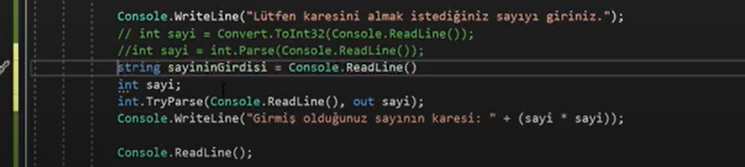 Console.WriteLine("Lütfen karesini almak istediğiniz sayıyı giriniz.");
// int sayi = Convert.ToInt32(Console.ReadLine());
//int sayi = int.Parse(Console.ReadLine());
string sayininGirdisi = Console.ReadLine()
int sayi;
int.TryParse(Console.ReadLine(), out sayi);
Console.WriteLine("Girmiş olduğunuz sayının karesi: " + (sayi * sayi));
Console.ReadLine();